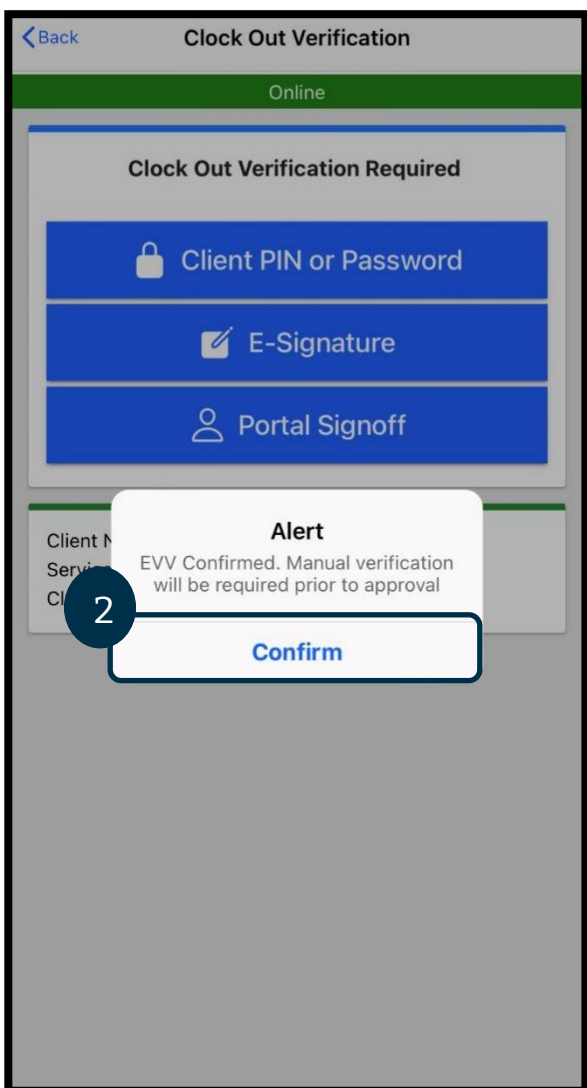 Back
Clock Out Verification
Online
Clock Out Verification Required
Client PIN or Password
E-Signature
Portal Signoff
Client
Alert
EVV Confirmed. Manual verification
will be required prior to approval
2
Confirm